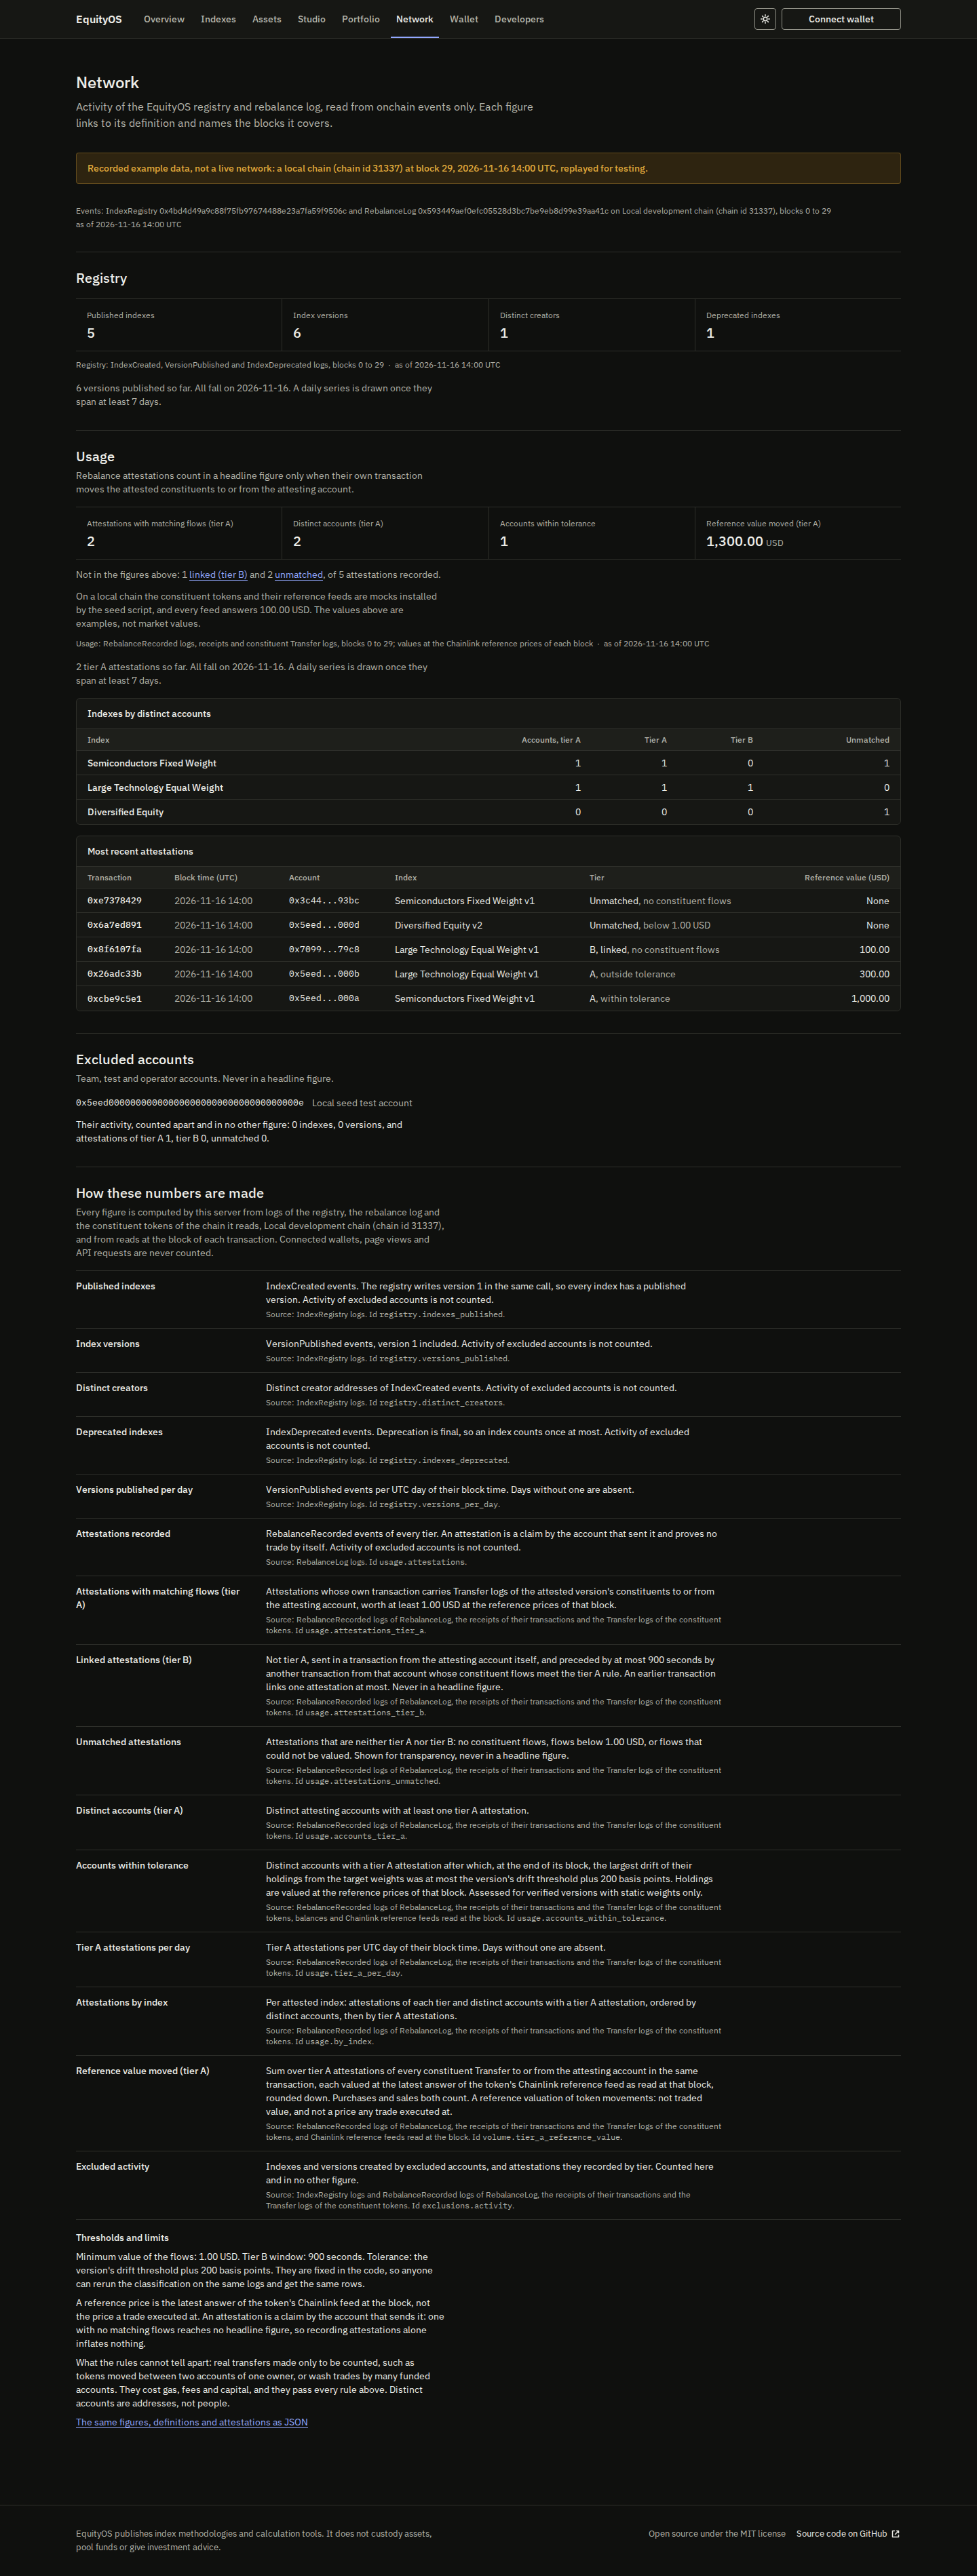 EquityOS Overview Indexes Assets Studio Portfolio Network Wallet Developers Connect wallet
Network
Activity of the EquityOS registry and rebalance log, read from onchain events only. Each figure
links to its definition and names the blocks it covers.
Recorded example data, not a live network: a local chain (chain id 31337) at block 29, 2026-11-16 14:00 UTC, replayed for testing.
Events: IndexRegistry 0x4bd4d49a9c88f75fb97674488e23a7fa59f9506c and RebalanceLog 0x593449aef0efc05528d3bc7be9eb8d99e39aa41c on Local development chain (chain id 31337), blocks 0 to 29
as of 2026-11-16 14:00 UTC
Registry
Published indexes Index versions Distinct creators Deprecated indexes
5 6 1 1
Registry: IndexCreated, VersionPublished and IndexDeprecated logs, blocks 0 to 29 · as of 2026-11-16 14:00 UTC
6 versions published so far. All fall on 2026-11-16. A daily series is drawn once they
span at least 7 days.
Usage
Rebalance attestations count in a headline figure only when their own transaction
moves the attested constituents to or from the attesting account.
Attestations with matching flows (tier A) Distinct accounts (tier A) Accounts within tolerance Reference value moved (tier A)
2 2 1 1,300.00 USD
Not in the figures above: 1 linked (tier B) and 2 unmatched, of 5 attestations recorded.
On a local chain the constituent tokens and their reference feeds are mocks installed
by the seed script, and every feed answers 100.00 USD. The values above are
examples, not market values.
Usage: RebalanceRecorded logs, receipts and constituent Transfer logs, blocks 0 to 29; values at the Chainlink reference prices of each block · as of 2026-11-16 14:00 UTC
2 tier A attestations so far. All fall on 2026-11-16. A daily series is drawn once they
span at least 7 days.
Indexes by distinct accounts
Index Accounts, tier A Tier A Tier B Unmatched
Semiconductors Fixed Weight 1 1 0 1
Large Technology Equal Weight 1 1 1 0
Diversified Equity 0 0 0 1
Most recent attestations
Transaction Block time (UTC) Account Index Tier Reference value (USD)
0xe7378429 2026-11-16 14:00 0x3c44...93bc Semiconductors Fixed Weight v1 Unmatched, no constituent flows None
0x6a7ed891 2026-11-16 14:00 0x5eed...000d Diversified Equity v2 Unmatched, below 1.00 USD None
0x8f6107fa 2026-11-16 14:00 0x7099...79c8 Large Technology Equal Weight v1 B, linked, no constituent flows 100.00
0x26adc33b 2026-11-16 14:00 0x5eed...000b Large Technology Equal Weight v1 A, outside tolerance 300.00
0xcbe9c5e1 2026-11-16 14:00 0x5eed...000a Semiconductors Fixed Weight v1 A, within tolerance 1,000.00
Excluded accounts
Team, test and operator accounts. Never in a headline figure.
0x5eed00000000000000000000000000000000000e Local seed test account
Their activity, counted apart and in no other figure: 0 indexes, 0 versions, and
attestations of tier A 1, tier B 0, unmatched 0.
How these numbers are made
Every figure is computed by this server from logs of the registry, the rebalance log and
the constituent tokens of the chain it reads, Local development chain (chain id 31337),
and from reads at the block of each transaction. Connected wallets, page views and
API requests are never counted.
Published indexes IndexCreated events. The registry writes version 1 in the same call, so every index has a published
version. Activity of excluded accounts is not counted.
Source: IndexRegistry logs. Id registry.indexes_published.
Index versions VersionPublished events, version 1 included. Activity of excluded accounts is not counted.
Source: IndexRegistry logs. Id registry.versions_published.
Distinct creators Distinct creator addresses of IndexCreated events. Activity of excluded accounts is not counted.
Source: IndexRegistry logs. Id registry.distinct_creators.
Deprecated indexes IndexDeprecated events. Deprecation is final, so an index counts once at most. Activity of excluded
accounts is not counted.
Source: IndexRegistry logs. Id registry.indexes_deprecated.
Versions published per day VersionPublished events per UTC day of their block time. Days without one are absent.
Source: IndexRegistry logs. Id registry.versions_per_day.
Attestations recorded RebalanceRecorded events of every tier. An attestation is a claim by the account that sent it and proves no
trade by itself. Activity of excluded accounts is not counted.
Source: RebalanceLog logs. Id usage.attestations.
Attestations with matching flows (tier
A)
Attestations whose own transaction carries Transfer logs of the attested version's constituents to or from
the attesting account, worth at least 1.00 USD at the reference prices of that block.
Source: RebalanceRecorded logs of RebalanceLog, the receipts of their transactions and the Transfer logs of the constituent
tokens. Id usage.attestations_tier_a.
Linked attestations (tier B) Not tier A, sent in a transaction from the attesting account itself, and preceded by at most 900 seconds by
another transaction from that account whose constituent flows meet the tier A rule. An earlier transaction
links one attestation at most. Never in a headline figure.
Source: RebalanceRecorded logs of RebalanceLog, the receipts of their transactions and the Transfer logs of the constituent
tokens. Id usage.attestations_tier_b.
Unmatched attestations Attestations that are neither tier A nor tier B: no constituent flows, flows below 1.00 USD, or flows that
could not be valued. Shown for transparency, never in a headline figure.
Source: RebalanceRecorded logs of RebalanceLog, the receipts of their transactions and the Transfer logs of the constituent
tokens. Id usage.attestations_unmatched.
Distinct accounts (tier A) Distinct attesting accounts with at least one tier A attestation.
Source: RebalanceRecorded logs of RebalanceLog, the receipts of their transactions and the Transfer logs of the constituent
tokens. Id usage.accounts_tier_a.
Accounts within tolerance Distinct accounts with a tier A attestation after which, at the end of its block, the largest drift of their
holdings from the target weights was at most the version's drift threshold plus 200 basis points. Holdings
are valued at the reference prices of that block. Assessed for verified versions with static weights only.
Source: RebalanceRecorded logs of RebalanceLog, the receipts of their transactions and the Transfer logs of the constituent
tokens, balances and Chainlink reference feeds read at the block. Id usage.accounts_within_tolerance.
Tier A attestations per day Tier A attestations per UTC day of their block time. Days without one are absent.
Source: RebalanceRecorded logs of RebalanceLog, the receipts of their transactions and the Transfer logs of the constituent
tokens. Id usage.tier_a_per_day.
Attestations by index Per attested index: attestations of each tier and distinct accounts with a tier A attestation, ordered by
distinct accounts, then by tier A attestations.
Source: RebalanceRecorded logs of RebalanceLog, the receipts of their transactions and the Transfer logs of the constituent
tokens. Id usage.by_index.
Reference value moved (tier A) Sum over tier A attestations of every constituent Transfer to or from the attesting account in the same
transaction, each valued at the latest answer of the token's Chainlink reference feed as read at that block,
rounded down. Purchases and sales both count. A reference valuation of token movements: not traded
value, and not a price any trade executed at.
Source: RebalanceRecorded logs of RebalanceLog, the receipts of their transactions and the Transfer logs of the constituent
tokens, and Chainlink reference feeds read at the block. Id volume.tier_a_reference_value.
Excluded activity Indexes and versions created by excluded accounts, and attestations they recorded by tier. Counted here
and in no other figure.
Source: IndexRegistry logs and RebalanceRecorded logs of RebalanceLog, the receipts of their transactions and the
Transfer logs of the constituent tokens. Id exclusions.activity.
Thresholds and limits
Minimum value of the flows: 1.00 USD. Tier B window: 900 seconds. Tolerance: the
version's drift threshold plus 200 basis points. They are fixed in the code, so anyone
can rerun the classification on the same logs and get the same rows.
A reference price is the latest answer of the token's Chainlink feed at the block, not
the price a trade executed at. An attestation is a claim by the account that sends it: one
with no matching flows reaches no headline figure, so recording attestations alone
inflates nothing.
What the rules cannot tell apart: real transfers made only to be counted, such as
tokens moved between two accounts of one owner, or wash trades by many funded
accounts. They cost gas, fees and capital, and they pass every rule above. Distinct
accounts are addresses, not people.
The same figures, definitions and attestations as JSON
EquityOS publishes index methodologies and calculation tools. It does not custody assets,
pool funds or give investment advice.
Open source under the MIT license Source code on GitHub